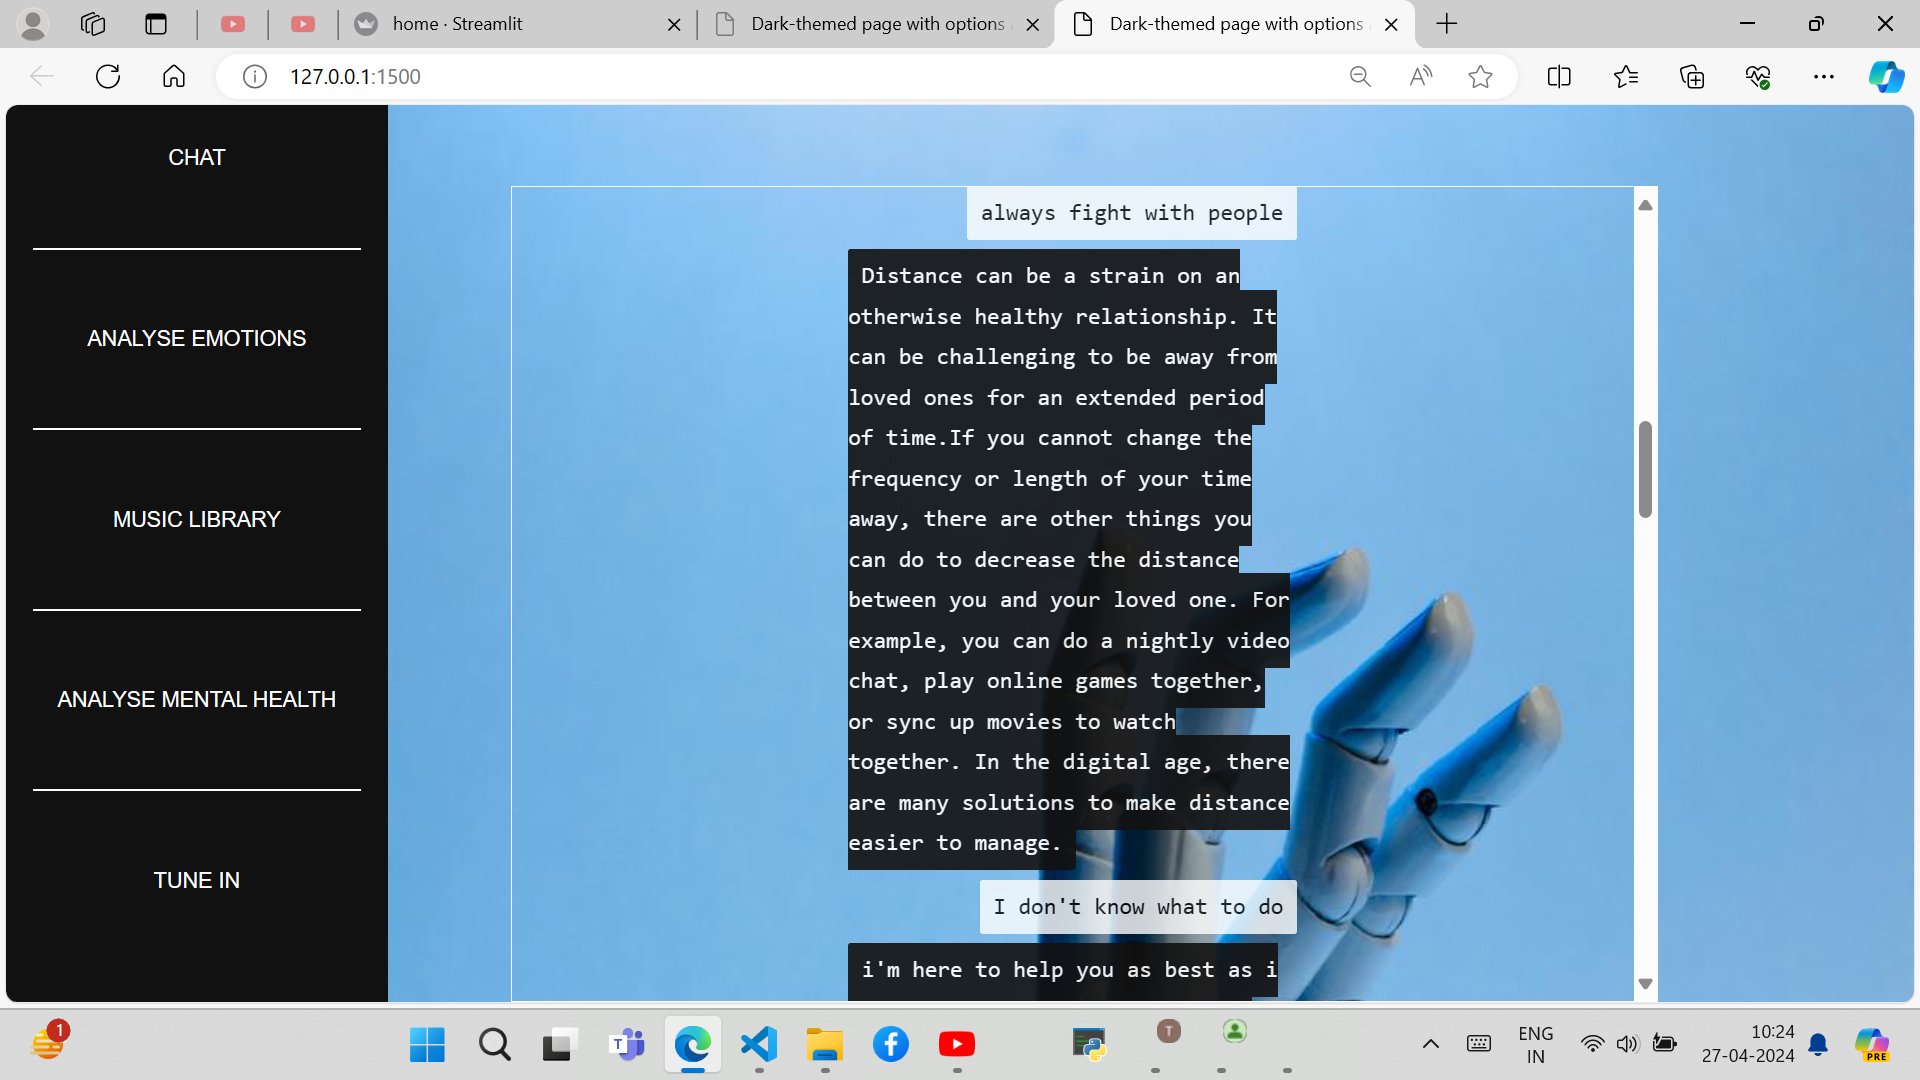 home · Streamlit
Dark-themed page with options
Dark-themed page with options
127.0.0.1:1500
CHAT
ANALYSE EMOTIONS
MUSIC LIBRARY
ANALYSE MENTAL HEALTH
TUNE IN
always fight with people
Distance can be a strain on an
otherwise healthy relationship. It
can be challenging to be away from
loved ones for an extended period
of time.If you cannot change the
frequency or length of your time
away, there are other things you
can do to decrease the distance
between you and your loved one. For
example, you can do a nightly video
chat, play online games together,
or sync up movies to watch
together. In the digital age, there
are many solutions to make distance
easier to manage.
I don't know what to do
i'm here to help you as best as i
1
T
T
ENG
IN
10:24
27-04-2024
PRE